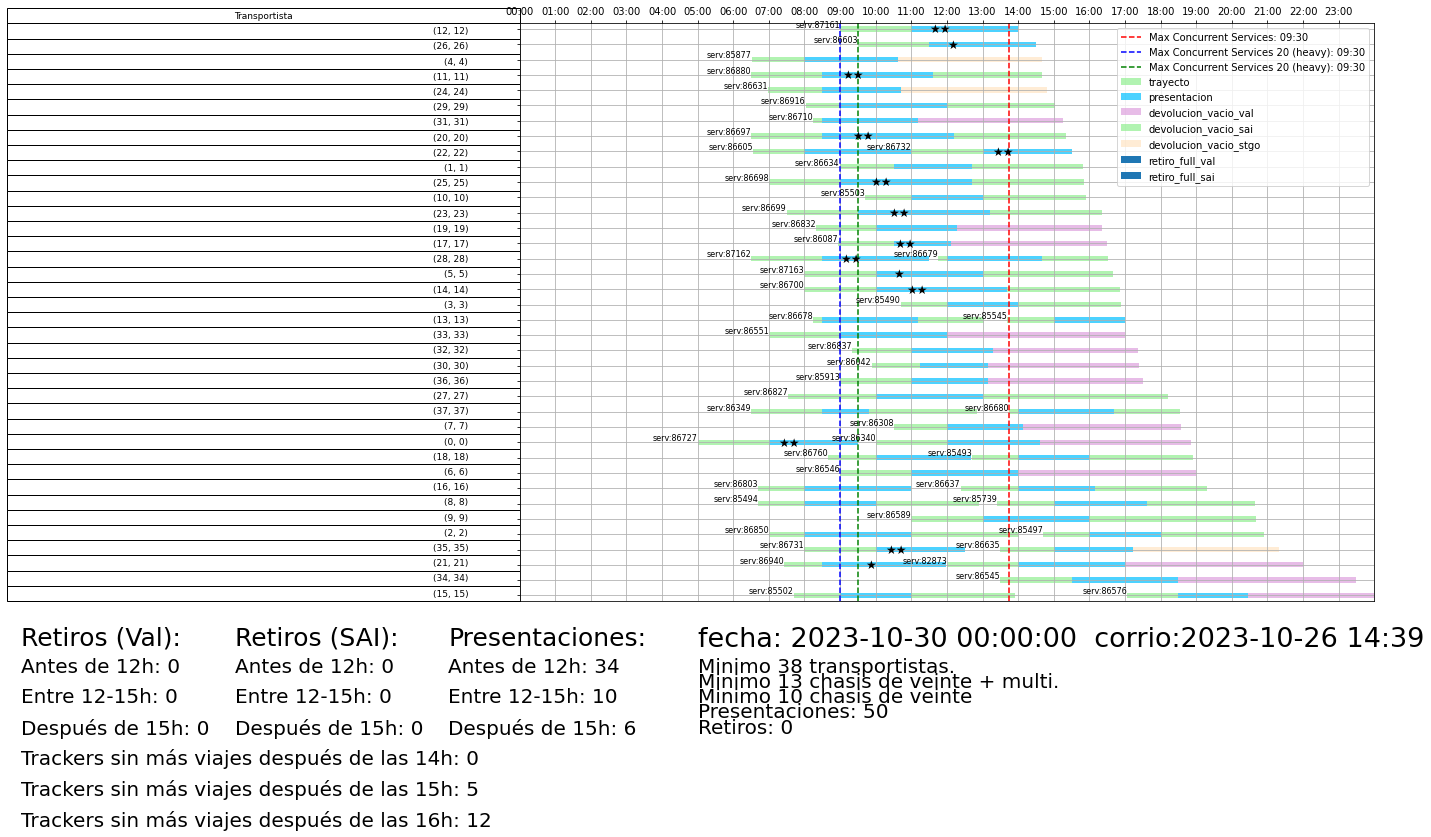 Transportista
00:00 01:00 02:00 03:00 04:00 05:00 06:00 07:00 08:00 09:00 10:00 11:00 12:00 13:00 14:00 15:00 16:00 17:00 18:00 19:00 20:00 21:00 22:00 23:00
(12, 12) serv:87161
(26, 26) serv:86603
(4, 4) serv:85877
(11, 11) serv:86880
(24, 24) serv:86631
(29, 29) serv:86916
(31, 31) serv:86710
(20, 20) serv:86697
(22, 22) serv:86605 serv:86732
(1, 1) serv:86634
(25, 25) serv:86698
(10, 10) serv:85503
(23, 23) serv:86699
(19, 19) serv:86832
(17, 17) serv:86087
(28, 28) serv:87162 serv:86679
(5, 5) serv:87163
(14, 14) serv:86700
(3, 3) serv:85490
(13, 13) serv:86678 serv:85545
(33, 33) serv:86551
(32, 32) serv:86837
(30, 30) serv:86042
(36, 36) serv:85913
(27, 27) serv:86827
(37, 37) serv:86349 serv:86680
(7, 7) serv:86308
(0, 0) serv:86727 serv:86340
(18, 18) serv:86760 serv:85493
(6, 6) serv:86546
(16, 16) serv:86803 serv:86637
(8, 8) serv:85494 serv:85739
(9, 9) serv:86589
(2, 2) serv:86850 serv:85497
(35, 35) serv:86731 serv:86635
(21, 21) serv:86940 serv:82873
(34, 34) serv:86545
(15, 15) serv:85502 serv:86576
Max Concurrent Services: 09:30
Max Concurrent Services 20 (heavy): 09:30
Max Concurrent Services 20 (heavy): 09:30
trayecto
presentacion
devolucion_vacio_val
devolucion_vacio_sai
devolucion_vacio_stgo
retiro_full_val
retiro_full_sai
Retiros (Val):
Antes de 12h: 0
Entre 12-15h: 0
Después de 15h: 0
Retiros (SAI):
Antes de 12h: 0
Entre 12-15h: 0
Después de 15h: 0
Presentaciones:
Antes de 12h: 34
Entre 12-15h: 10
Después de 15h: 6
Trackers sin más viajes después de las 14h: 0
Trackers sin más viajes después de las 15h: 5
Trackers sin más viajes después de las 16h: 12
fecha: 2023-10-30 00:00:00 corrio:2023-10-26 14:39
Minimo 38 transportistas.
Minimo 13 chasis de veinte + multi.
Minimo 10 chasis de veinte
Presentaciones: 50
Retiros: 0